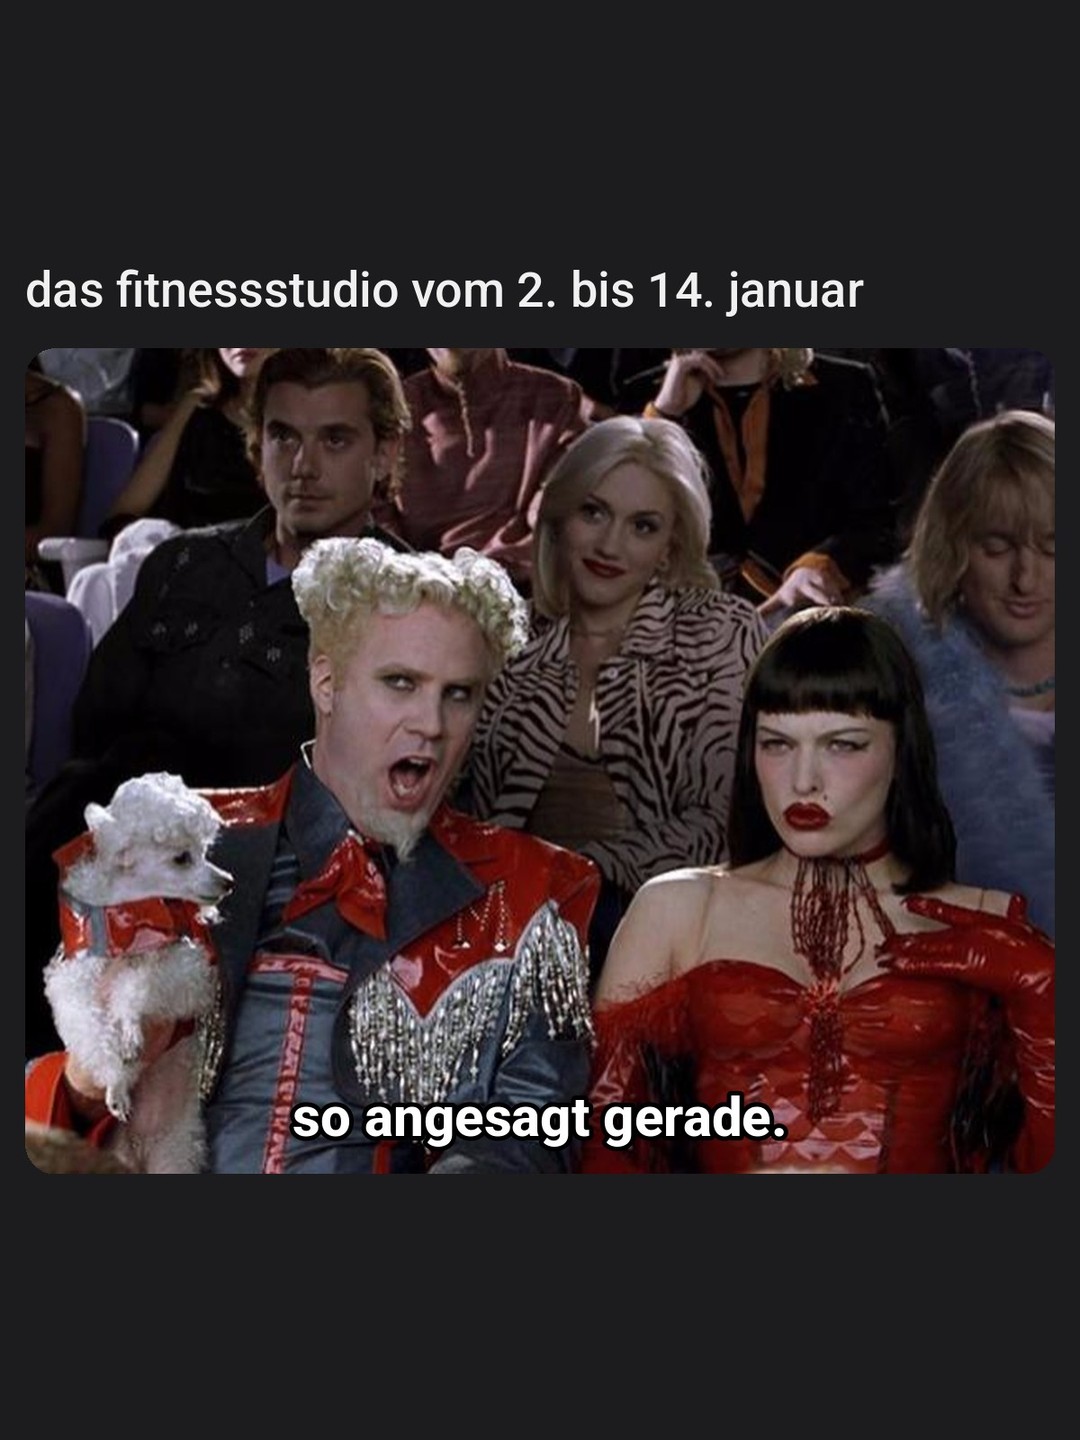 das fitnessstudio vom 2. bis 14. januar
so angesagt gerade.